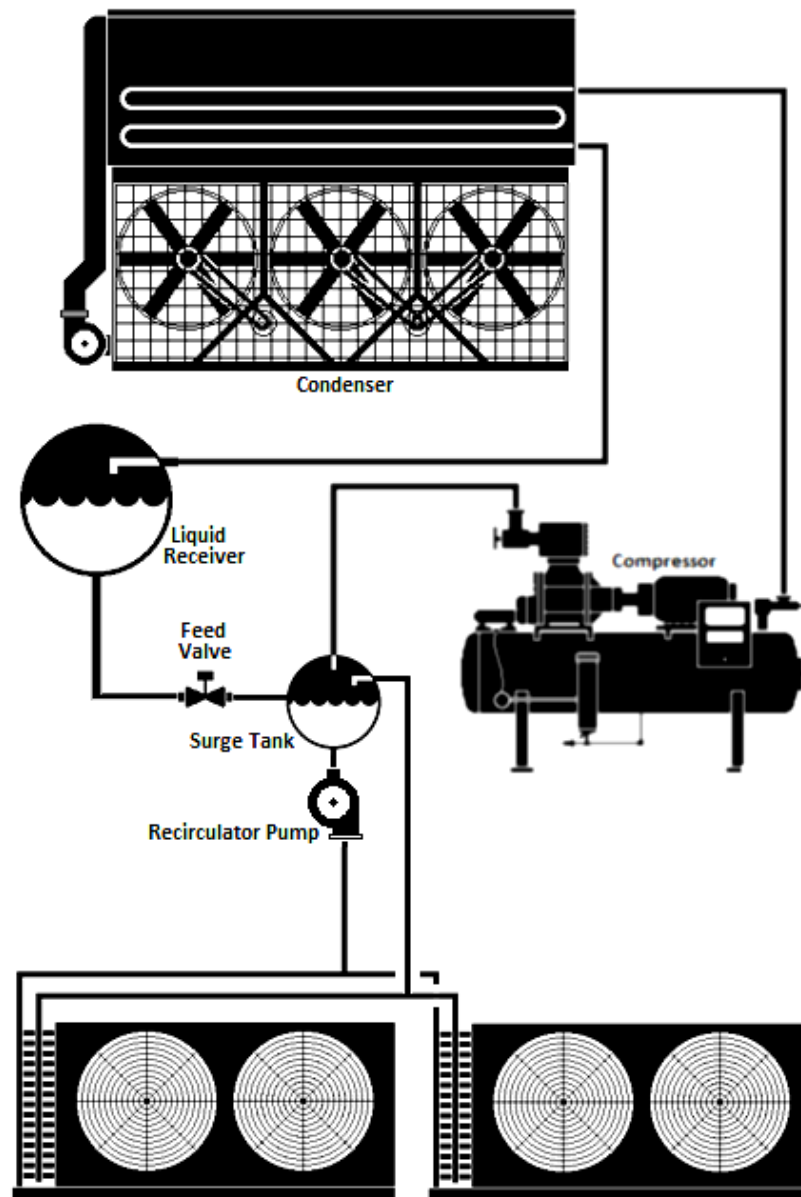 Condenser
Liquid
Receiver
Compressor
Feed
Valve
Surge Tank
Recirculator Pump